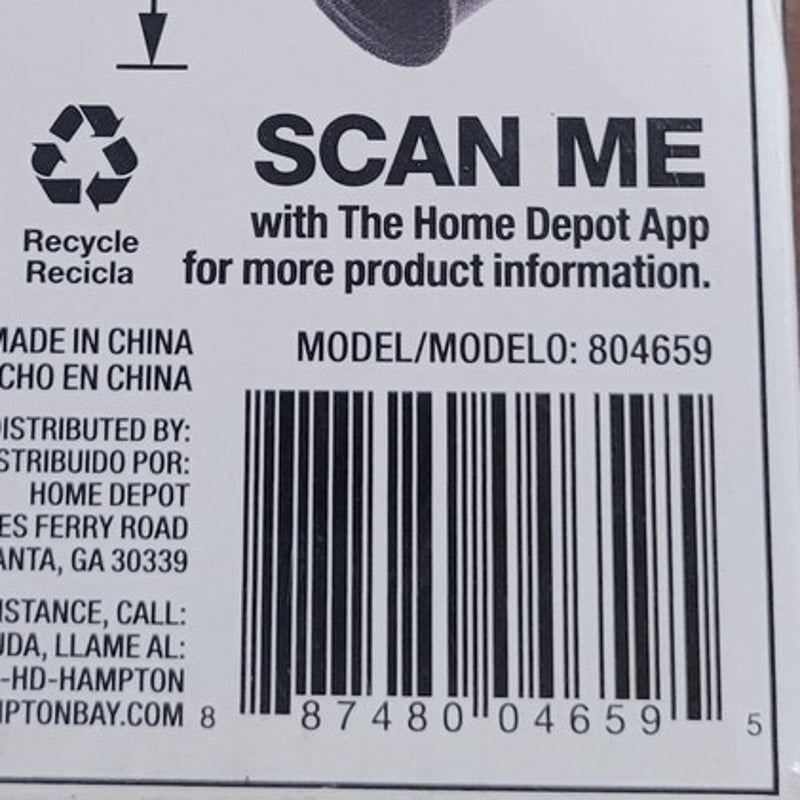 SCAN ME
with The Home Depot App
for more product information.
Recycle
Recicla
MADE IN CHINA
CHO EN CHINA
MODEL/MODELO: 804659
DISTRIBUTED BY:
STRIBUIDO POR:
HOME DEPOT
ES FERRY ROAD
ANTA, GA 30339
ISTANCE, CALL:
UDA, LLAME AL:
-HD-HAMPTON
MPTONBAY.COM
8 87480 04659 5